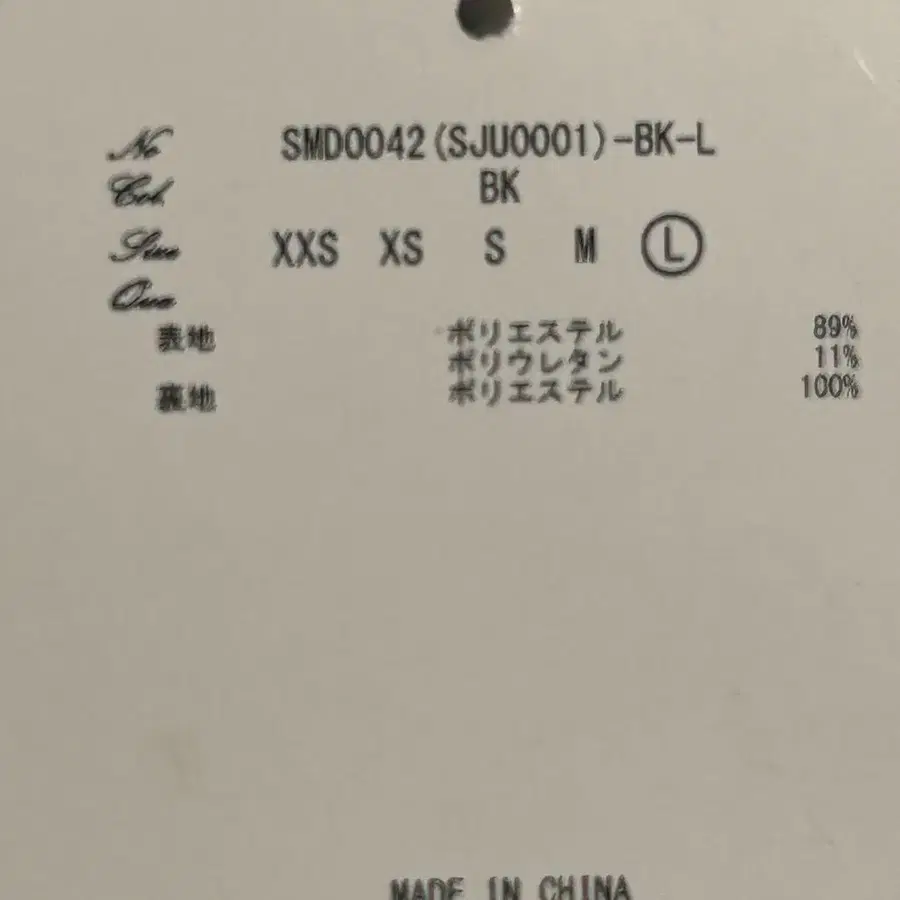 No SMD0042(SJU0001)-BK-L
Col. BK
Size XXS XS S M L
Qua
表地 ポリエステル 89%
ポリウレタン 11%
裏地 ポリエステル 100%
MADE IN CHINA